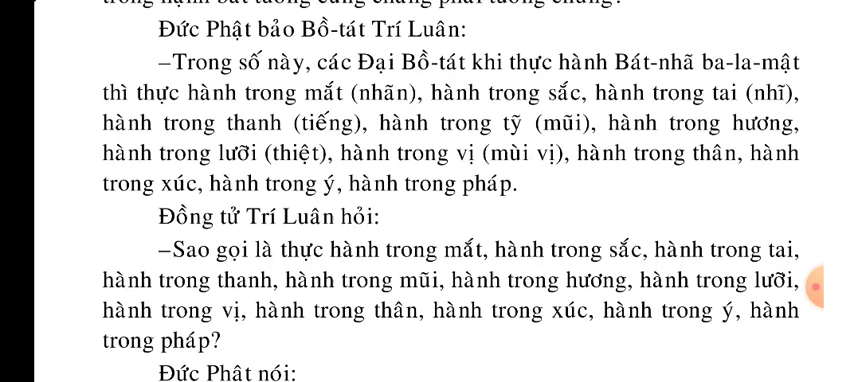 Đức Phật bảo Bồ-tát Trí Luân:
–Trong số này, các Đại Bồ-tát khi thực hành Bát-nhã ba-la-mật
thì thực hành trong mắt (nhãn), hành trong sắc, hành trong tai (nhĩ),
hành trong thanh (tiếng), hành trong tỹ (mũi), hành trong hương,
hành trong lưỡi (thiệt), hành trong vị (mùi vị), hành trong thân, hành
trong xúc, hành trong ý, hành trong pháp.
Đồng tử Trí Luân hỏi:
–Sao gọi là thực hành trong mắt, hành trong sắc, hành trong tai,
hành trong thanh, hành trong mũi, hành trong hương, hành trong lưỡi,
hành trong vị, hành trong thân, hành trong xúc, hành trong ý, hành
trong pháp?
Đức Phật nói: